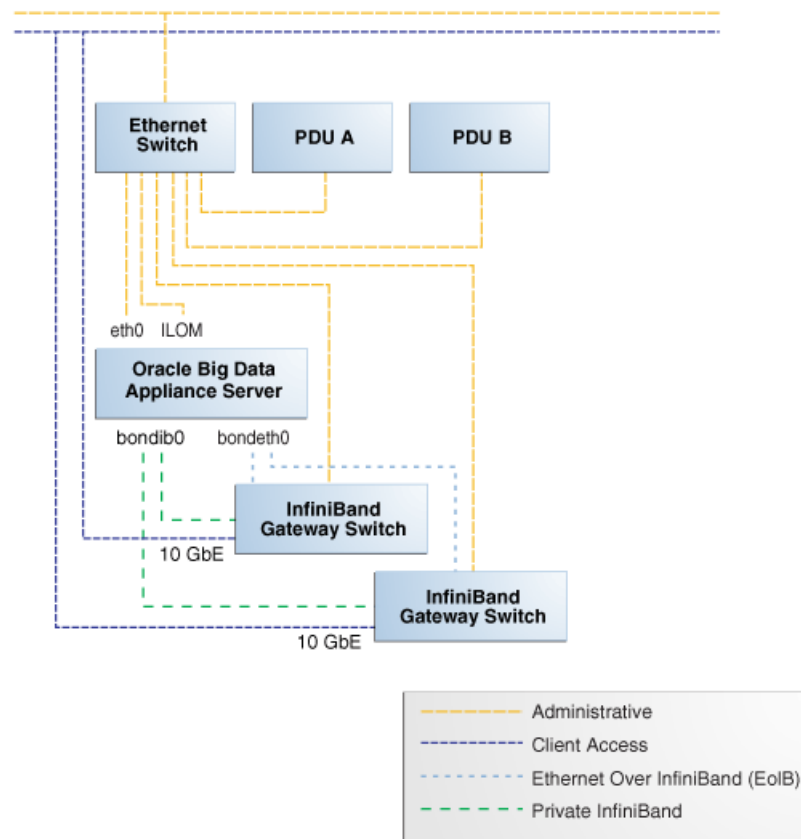 Ethernet
Switch
PDU A
PDU B
eth0
ILOM
Oracle Big Data
Appliance Server
bondib0
bondeth0
InfiniBand
Gateway Switch
10 GbE
InfiniBand
Gateway Switch
10 GbE
Administrative
Client Access
Ethernet Over InfiniBand (EoIB)
Private InfiniBand